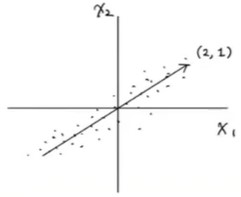 x₂
(2,1)
x₁